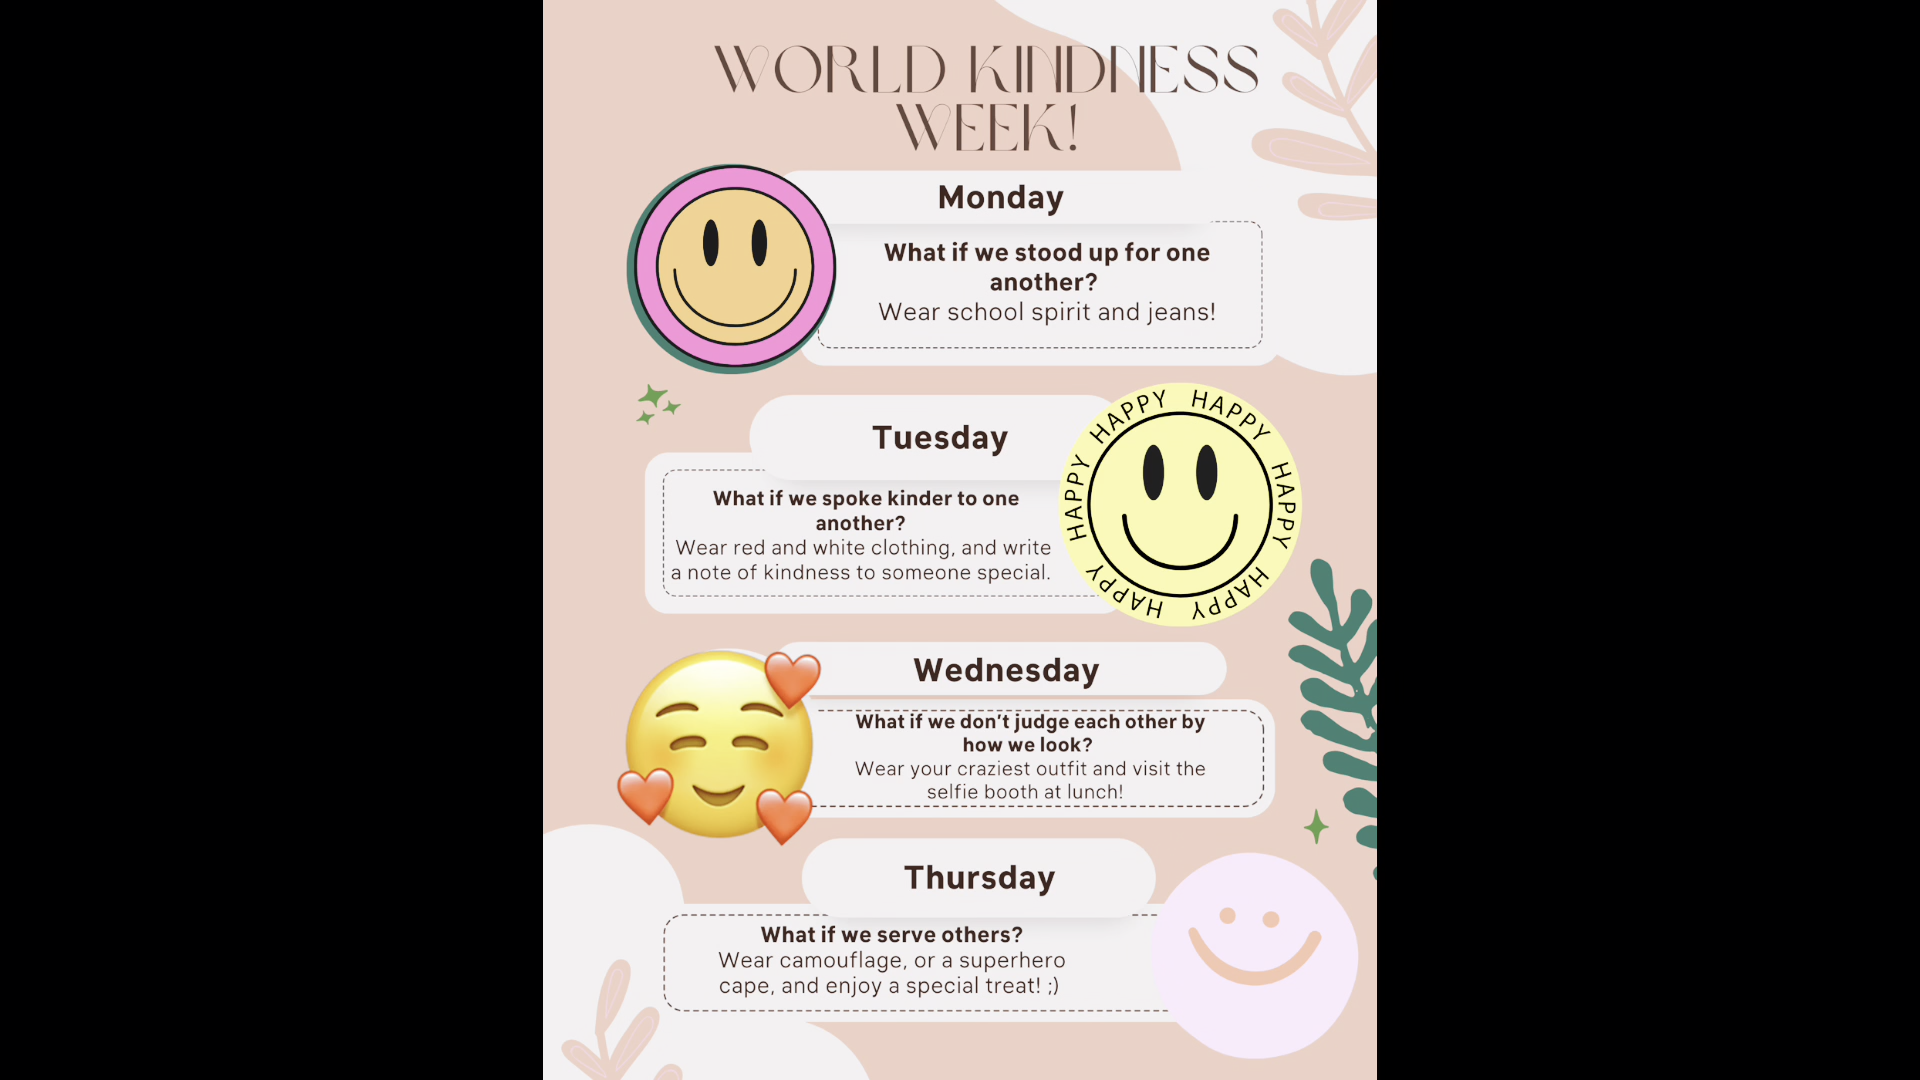 WORLD KINDNESS
WEEK!
Monday
What if we stood up for one
another?
Wear school spirit and jeans!
Tuesday
What if we spoke kinder to one
another?
Wear red and white clothing, and write
a note of kindness to someone special.
HAPPY HAPPY HAPPY HAPPY HAPPY HAPPY HAPPY
Wednesday
What if we don't judge each other by
how we look?
Wear your craziest outfit and visit the
selfie booth at lunch!
Thursday
What if we serve others?
Wear camouflage, or a superhero
cape, and enjoy a special treat! ;)